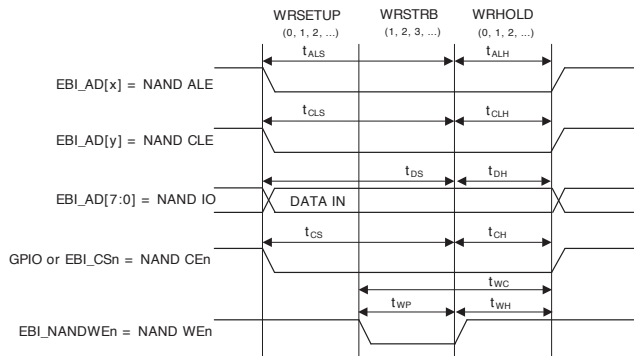 WRSETUP WRSTRB WRHOLD
(0, 1, 2, ...) (1, 2, 3, ...) (0, 1, 2, ...)
tALS tALH
EBI_AD[x] = NAND ALE
tCLS tCLH
EBI_AD[y] = NAND CLE
tDS tDH
EBI_AD[7:0] = NAND IO DATA IN
tCS tCH
GPIO or EBI_CSn = NAND CEn
tWC
tWP tWH
EBI_NANDWEn = NAND WEn